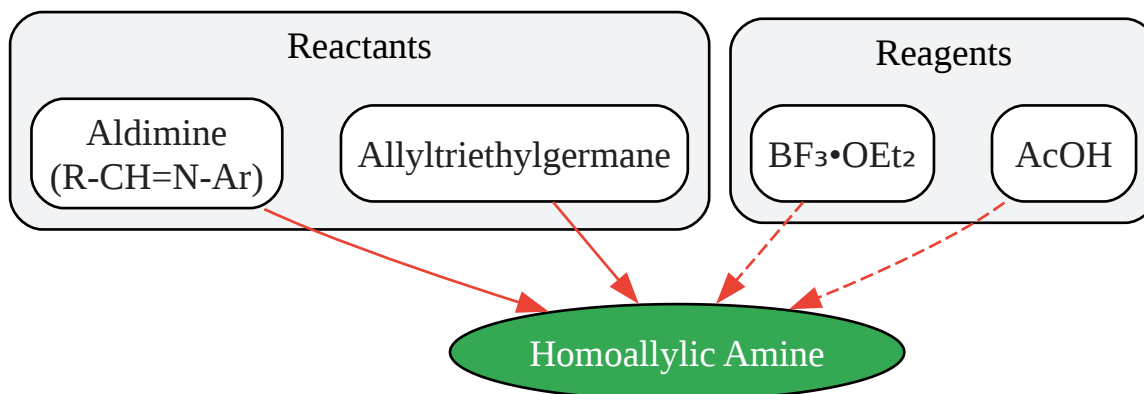 Reactants
Reagents
Aldimine
(R-CH=N-Ar)
Allyltriethylgermane
BF₃•OEt₂
AcOH
Homoallylic Amine